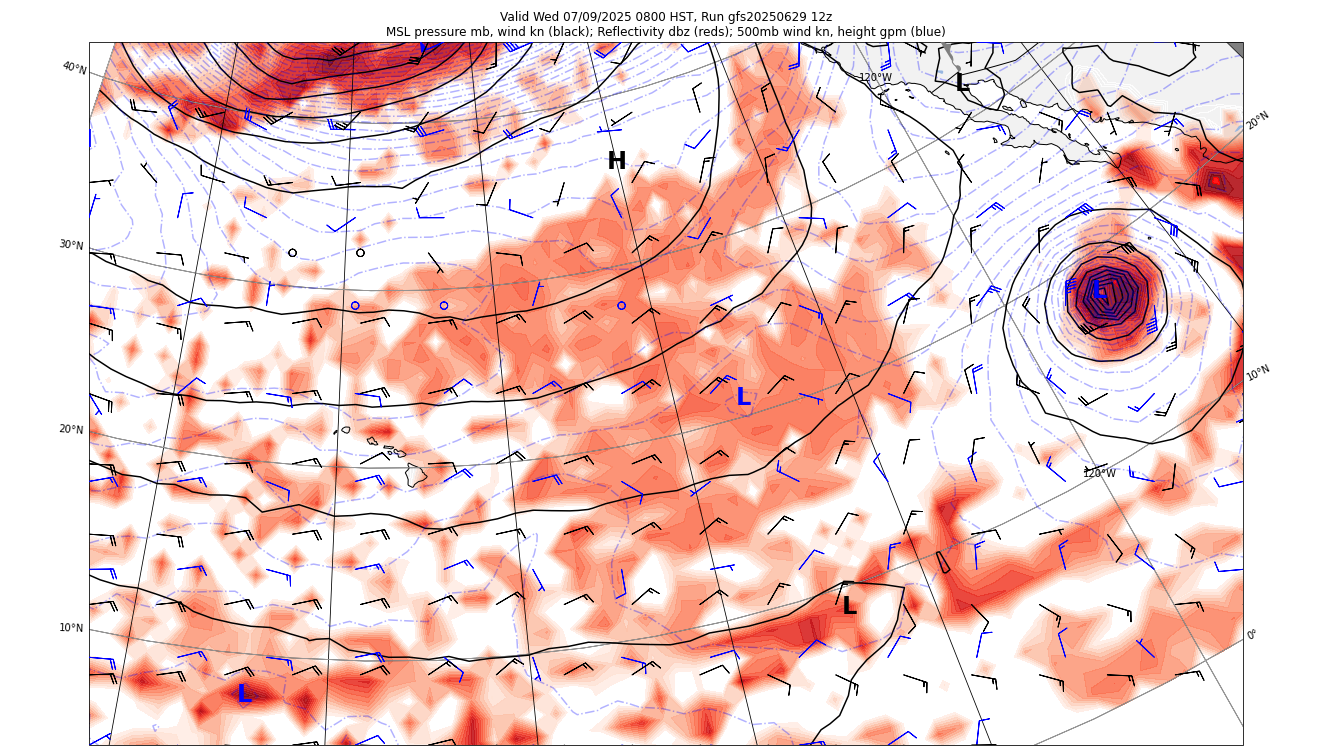 Valid Wed 07/09/2025 0800 HST, Run gfs20250629 12z
MSL pressure mb, wind kn (black); Reflectivity dbz (reds); 500mb wind kn, height gpm (blue)
40°N
120°W
L
20°N
H
30°N
L
10°N
L
20°N
120°W
L
10°N
0°
L